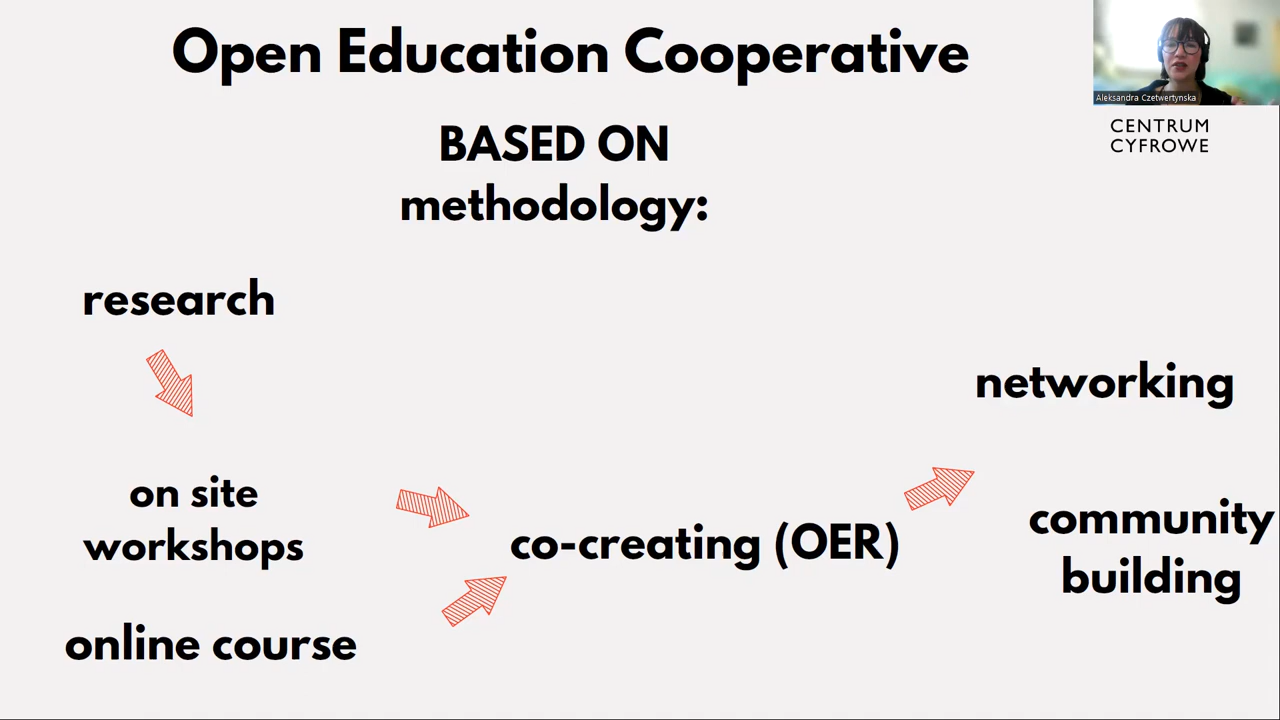 Open Education Cooperative
Aleksandra Czetwertynska
CENTRUM
CYFROWE
BASED ON
methodology:
research
networking
on site
workshops
co-creating (OER)
community
building
online course